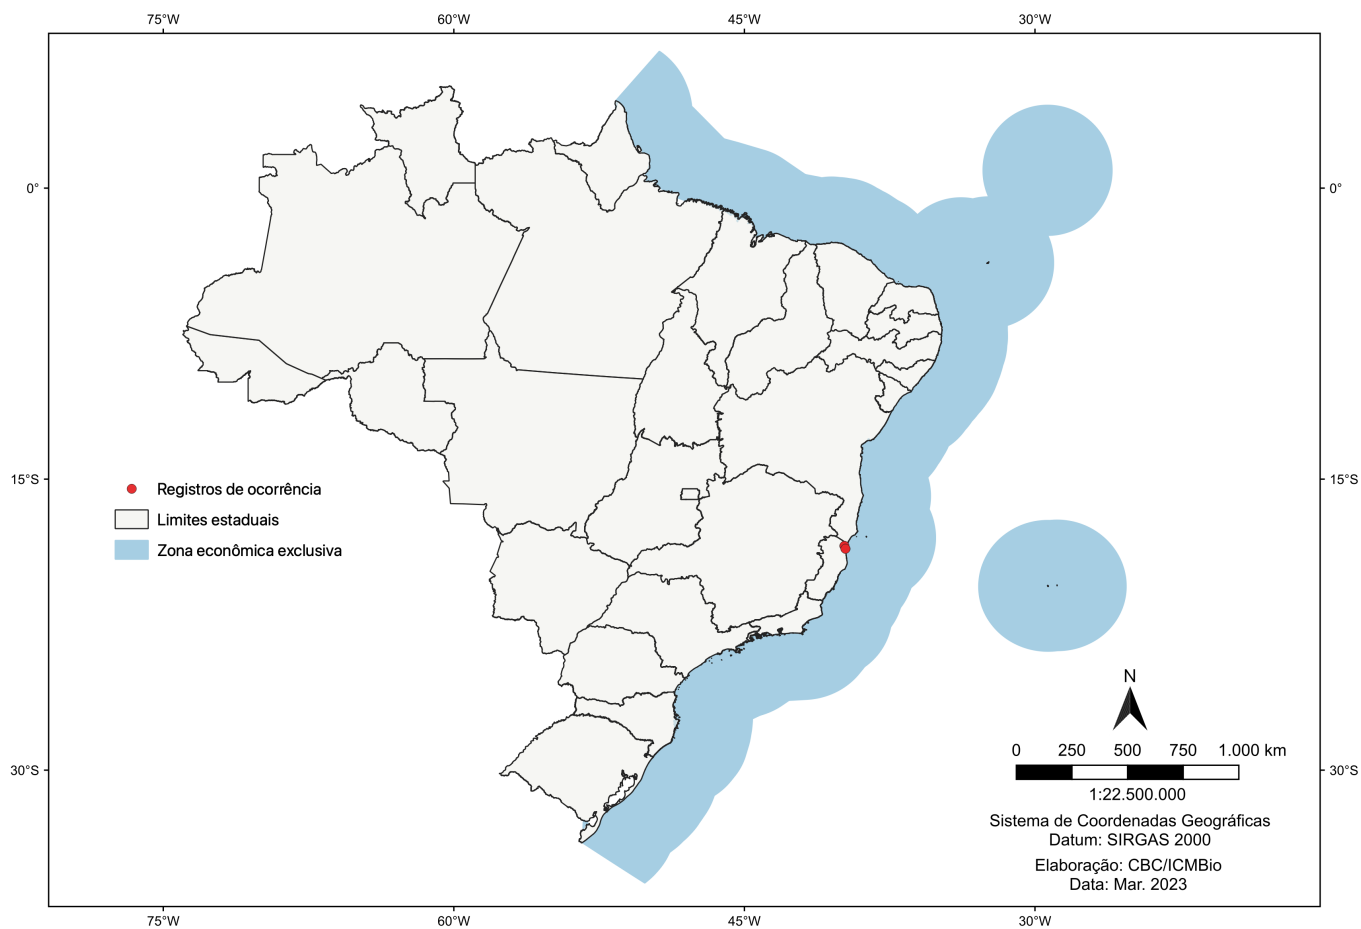 75°W 60°W 45°W 30°W
0° 0°
15°S 15°S
Registros de ocorrência
Limites estaduais
Zona econômica exclusiva
N
0 250 500 750 1.000 km
30°S 30°S
1:22.500.000
Sistema de Coordenadas Geográficas
Datum: SIRGAS 2000
Elaboração: CBC/ICMBio
Data: Mar. 2023
75°W 60°W 45°W 30°W